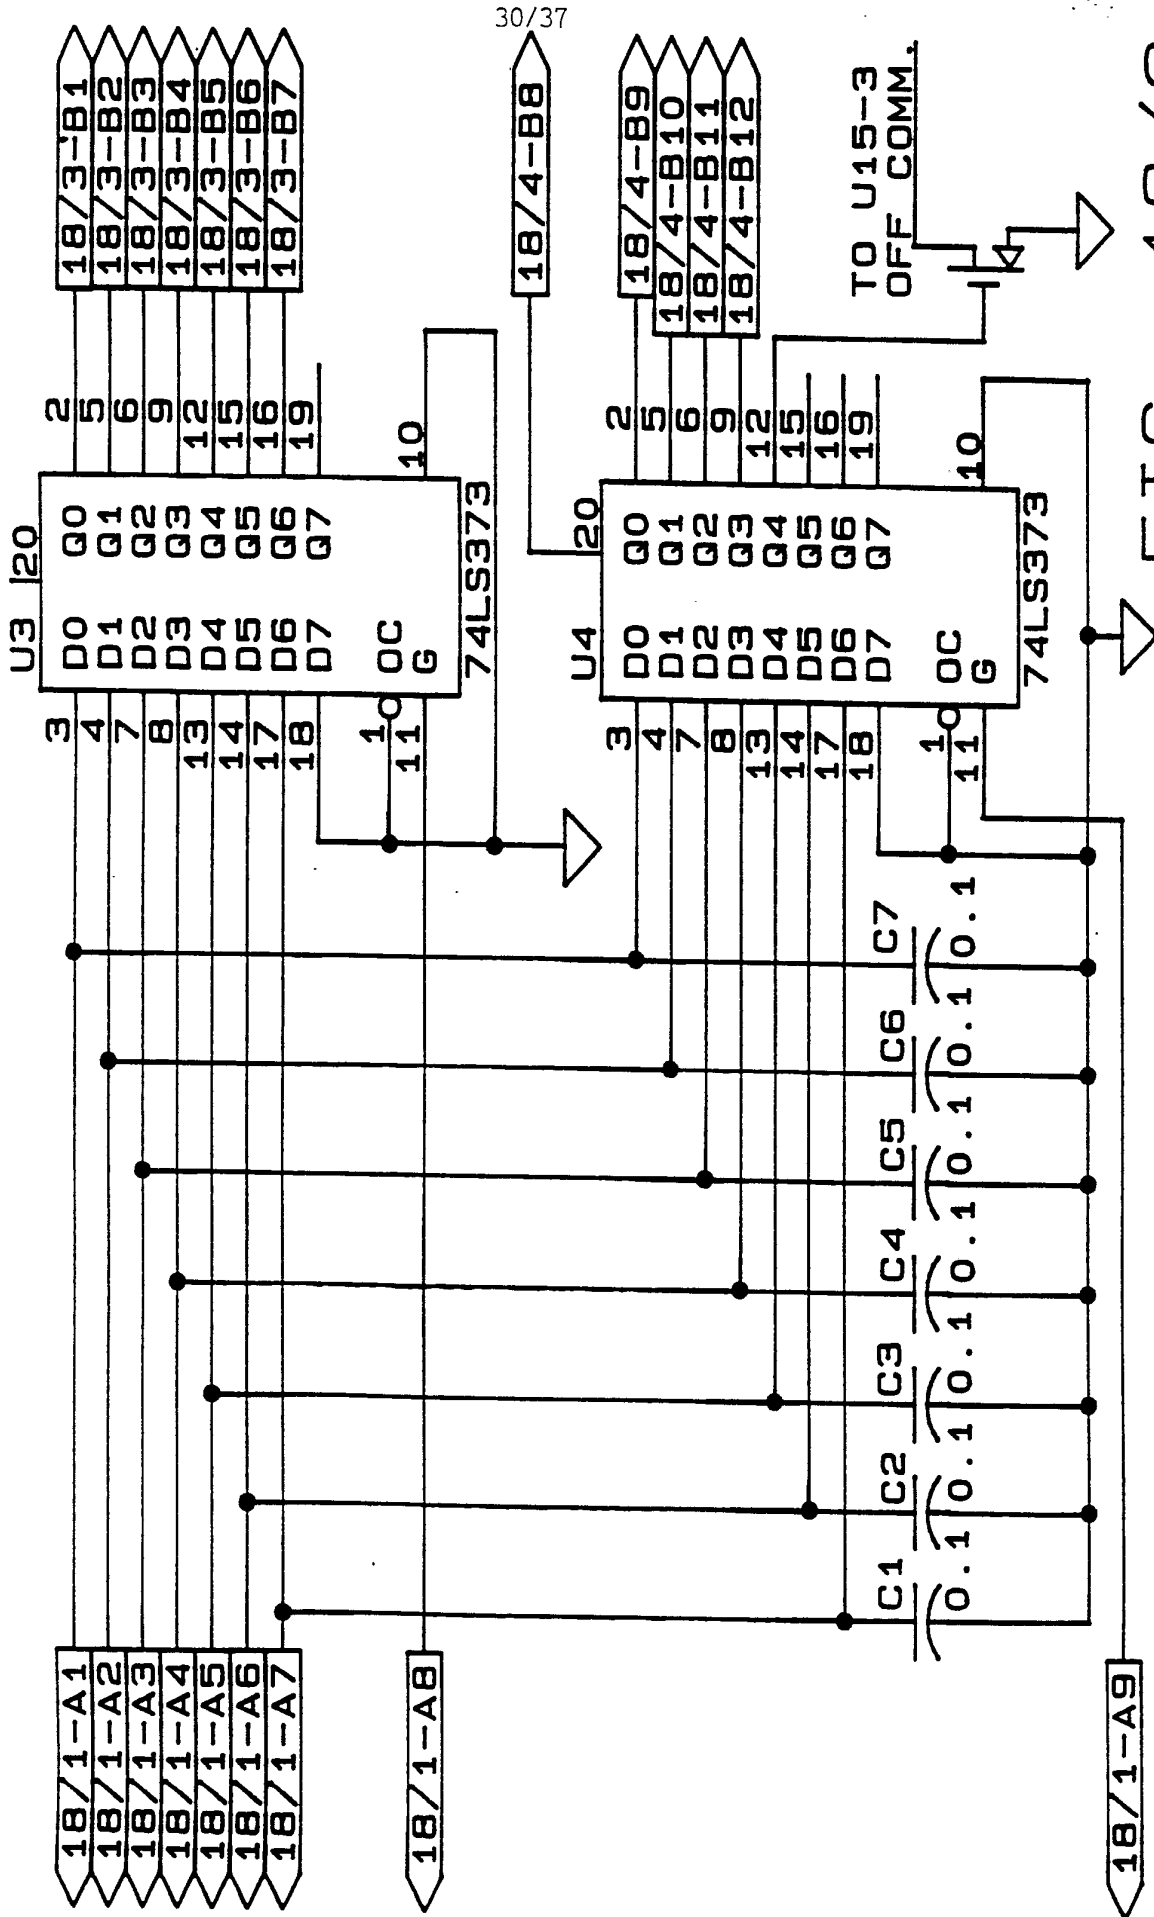 30/37
18/3-B1
18/3-B2
18/3-B3
18/3-B4
18/3-B5
18/3-B6
18/3-B7
18/4-B8
18/4-B9
18/4-B10
18/4-B11
18/4-B12
TO U15-3
OFF COMM.
U3
20
2
5
6
9
12
15
16
19
10
D0 Q0
D1 Q1
D2 Q2
D3 Q3
D4 Q4
D5 Q5
D6 Q6
D7 Q7
OC
G
74LS373
3
4
7
8
13
14
17
18
1
11
U4
20
2
5
6
9
12
15
16
19
10
D0 Q0
D1 Q1
D2 Q2
D3 Q3
D4 Q4
D5 Q5
D6 Q6
D7 Q7
OC
G
74LS373
3
4
7
8
13
14
17
18
1
11
C1
0.1
C2
0.1
C3
0.1
C4
0.1
C5
0.1
C6
0.1
C7
0.1
18/1-A1
18/1-A2
18/1-A3
18/1-A4
18/1-A5
18/1-A6
18/1-A7
18/1-A8
18/1-A9